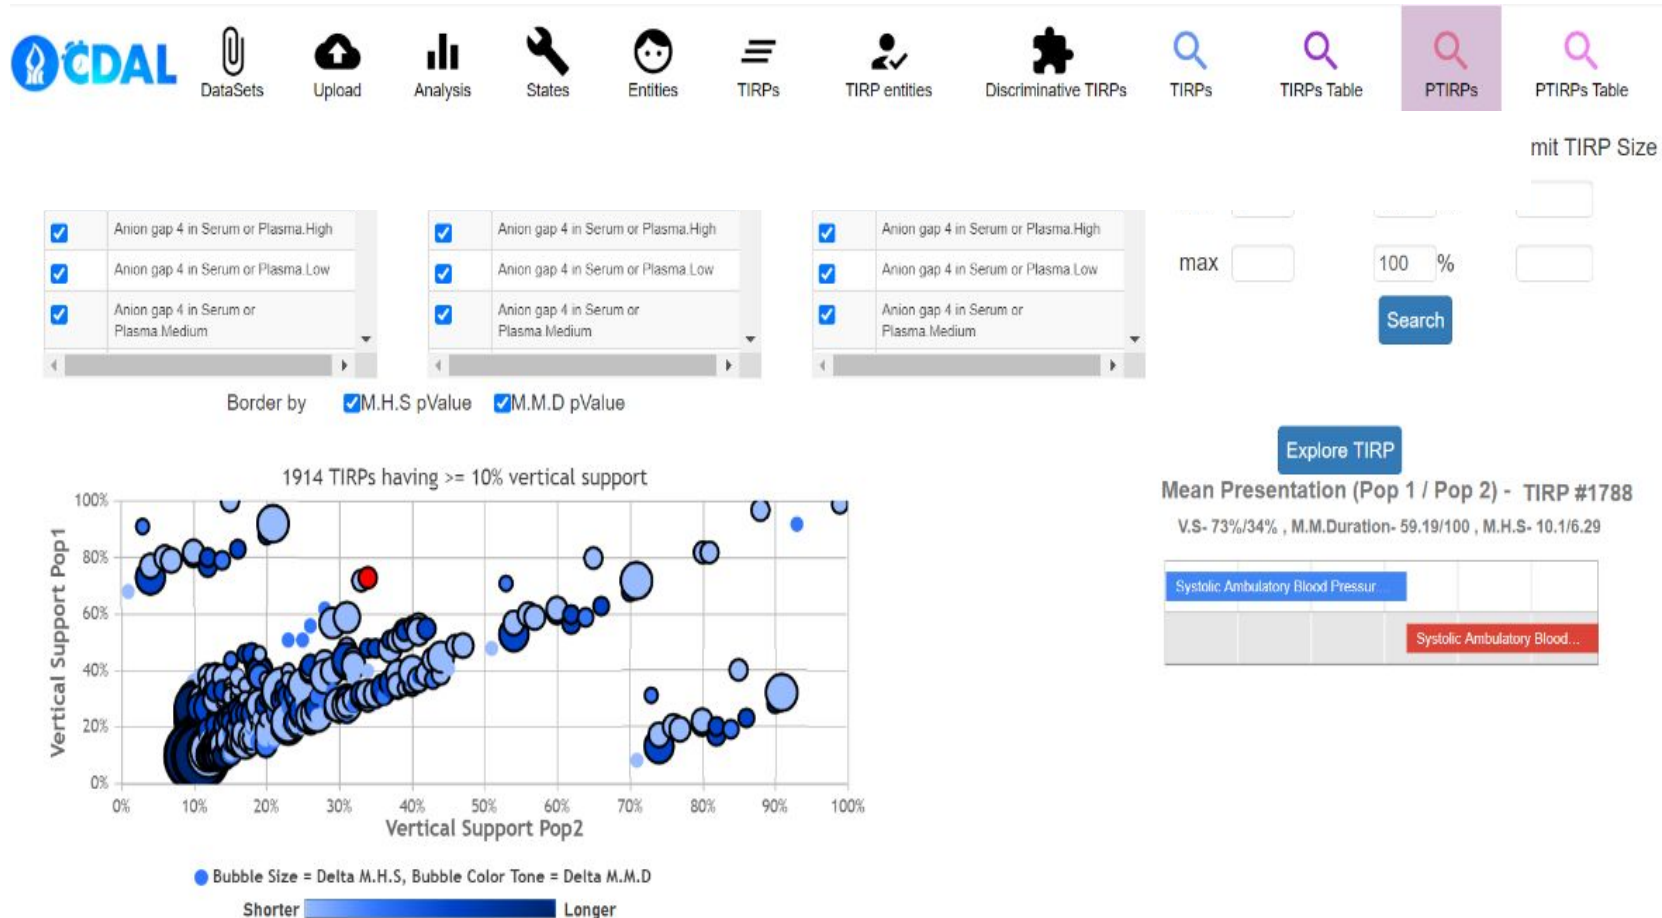 CDAL
DataSets
Upload
Analysis
States
Entities
TIRPs
TIRP entities
Discriminative TIRPs
TIRPs
TIRPs Table
PTIRPs
PTIRPs Table
mit TIRP Size
Anion gap 4 in Serum or Plasma.High
Anion gap 4 in Serum or Plasma.Low
Anion gap 4 in Serum or
Plasma.Medium
Anion gap 4 in Serum or Plasma.High
Anion gap 4 in Serum or Plasma.Low
Anion gap 4 in Serum or
Plasma.Medium
Anion gap 4 in Serum or Plasma.High
Anion gap 4 in Serum or Plasma.Low
Anion gap 4 in Serum or
Plasma.Medium
max 100 %
Search
Border by M.H.S pValue M.M.D pValue
Explore TIRP
Mean Presentation (Pop 1 / Pop 2) - TIRP #1788
V.S- 73%/34% , M.M.Duration- 59.19/100 , M.H.S- 10.1/6.29
Systolic Ambulatory Blood Pressur...
Systolic Ambulatory Blood...
1914 TIRPs having >= 10% vertical support
Vertical Support Pop1
100%
80%
60%
40%
20%
0%
0% 10% 20% 30% 40% 50% 60% 70% 80% 90% 100%
Vertical Support Pop2
Bubble Size = Delta M.H.S, Bubble Color Tone = Delta M.M.D
Shorter Longer